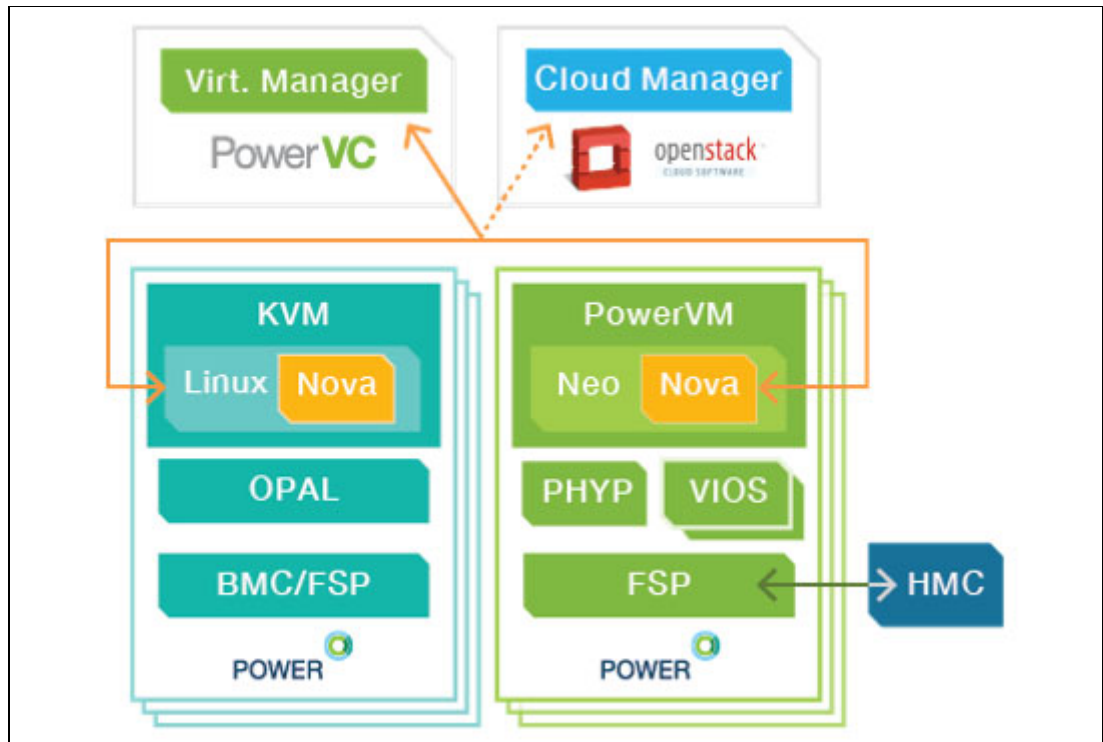 Virt. Manager
PowerVC
Cloud Manager
openstack
CLOUD SOFTWARE
KVM
Linux
Nova
OPAL
BMC/FSP
POWER
PowerVM
Neo
Nova
PHYP
VIOS
FSP
POWER
HMC